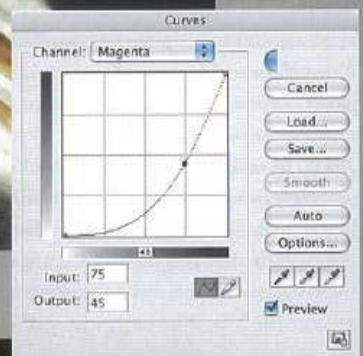 Curves
Channel: Magenta
Cancel
Load...
Save...
Smooth
Auto
Options...
Input: 75
Output: 45
Preview